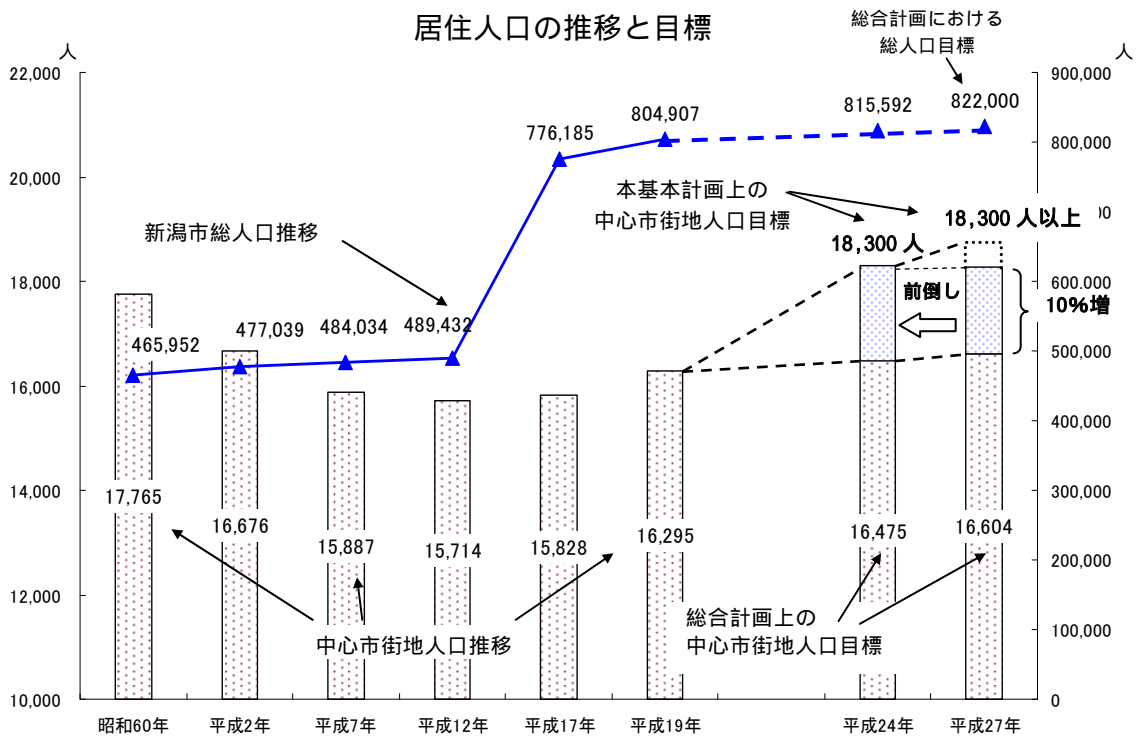 居住人口の推移と目標
総合計画における
総人口目標
人
人
22,000
20,000
18,000
16,000
14,000
12,000
10,000
900,000
800,000
600,000
500,000
400,000
300,000
200,000
100,000
0
465,952
477,039
484,034
489,432
776,185
804,907
815,592
822,000
新潟市総人口推移
本基本計画上の
中心市街地人口目標
18,300 人
18,300 人以上
前倒し
10%増
17,765
16,676
15,887
15,714
15,828
16,295
16,475
16,604
中心市街地人口推移
総合計画上の
中心市街地人口目標
昭和60年
平成2年
平成7年
平成12年
平成17年
平成19年
平成24年
平成27年